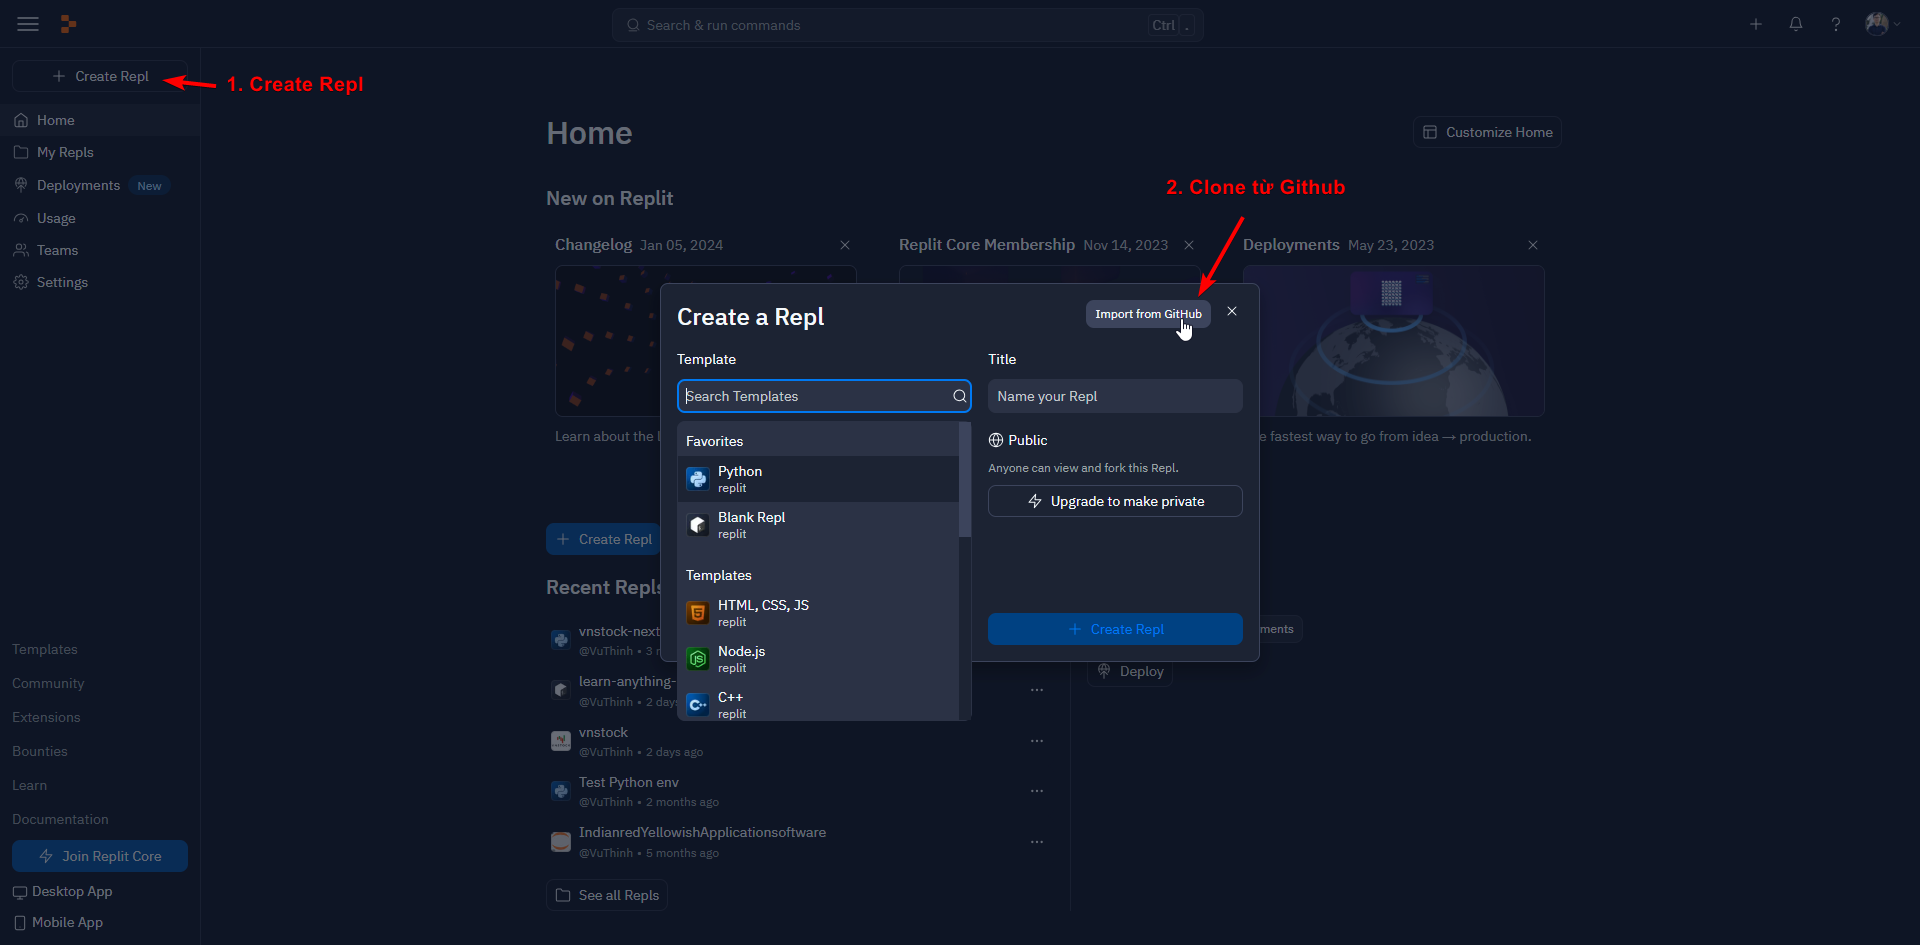 Search & run commands
Ctrl .
Create Repl
1. Create Repl
Home
My Repls
Deployments New
Usage
Teams
Settings
Templates
Community
Extensions
Bounties
Learn
Documentation
Join Replit Core
Desktop App
Mobile App
Home
Customize Home
2. Clone từ Github
New on Replit
Changelog Jan 05, 2024
Replit Core Membership Nov 14, 2023
Deployments May 23, 2023
Learn about the
fastest way to go from idea → production.
Create Repl
Recent Repls
vnstock-next
@VuThinh • 3
learn-anything-
@VuThinh • 2 days
vnstock
@VuThinh • 2 days ago
Test Python env
@VuThinh • 2 months ago
IndianredYellowishApplicationsoftware
@VuThinh • 5 months ago
See all Repls
ments
Deploy
Create a Repl
Import from GitHub
Template
Search Templates
Favorites
Python
replit
Blank Repl
replit
Templates
HTML, CSS, JS
replit
Node.js
replit
C++
replit
Title
Name your Repl
Public
Anyone can view and fork this Repl.
Upgrade to make private
Create Repl